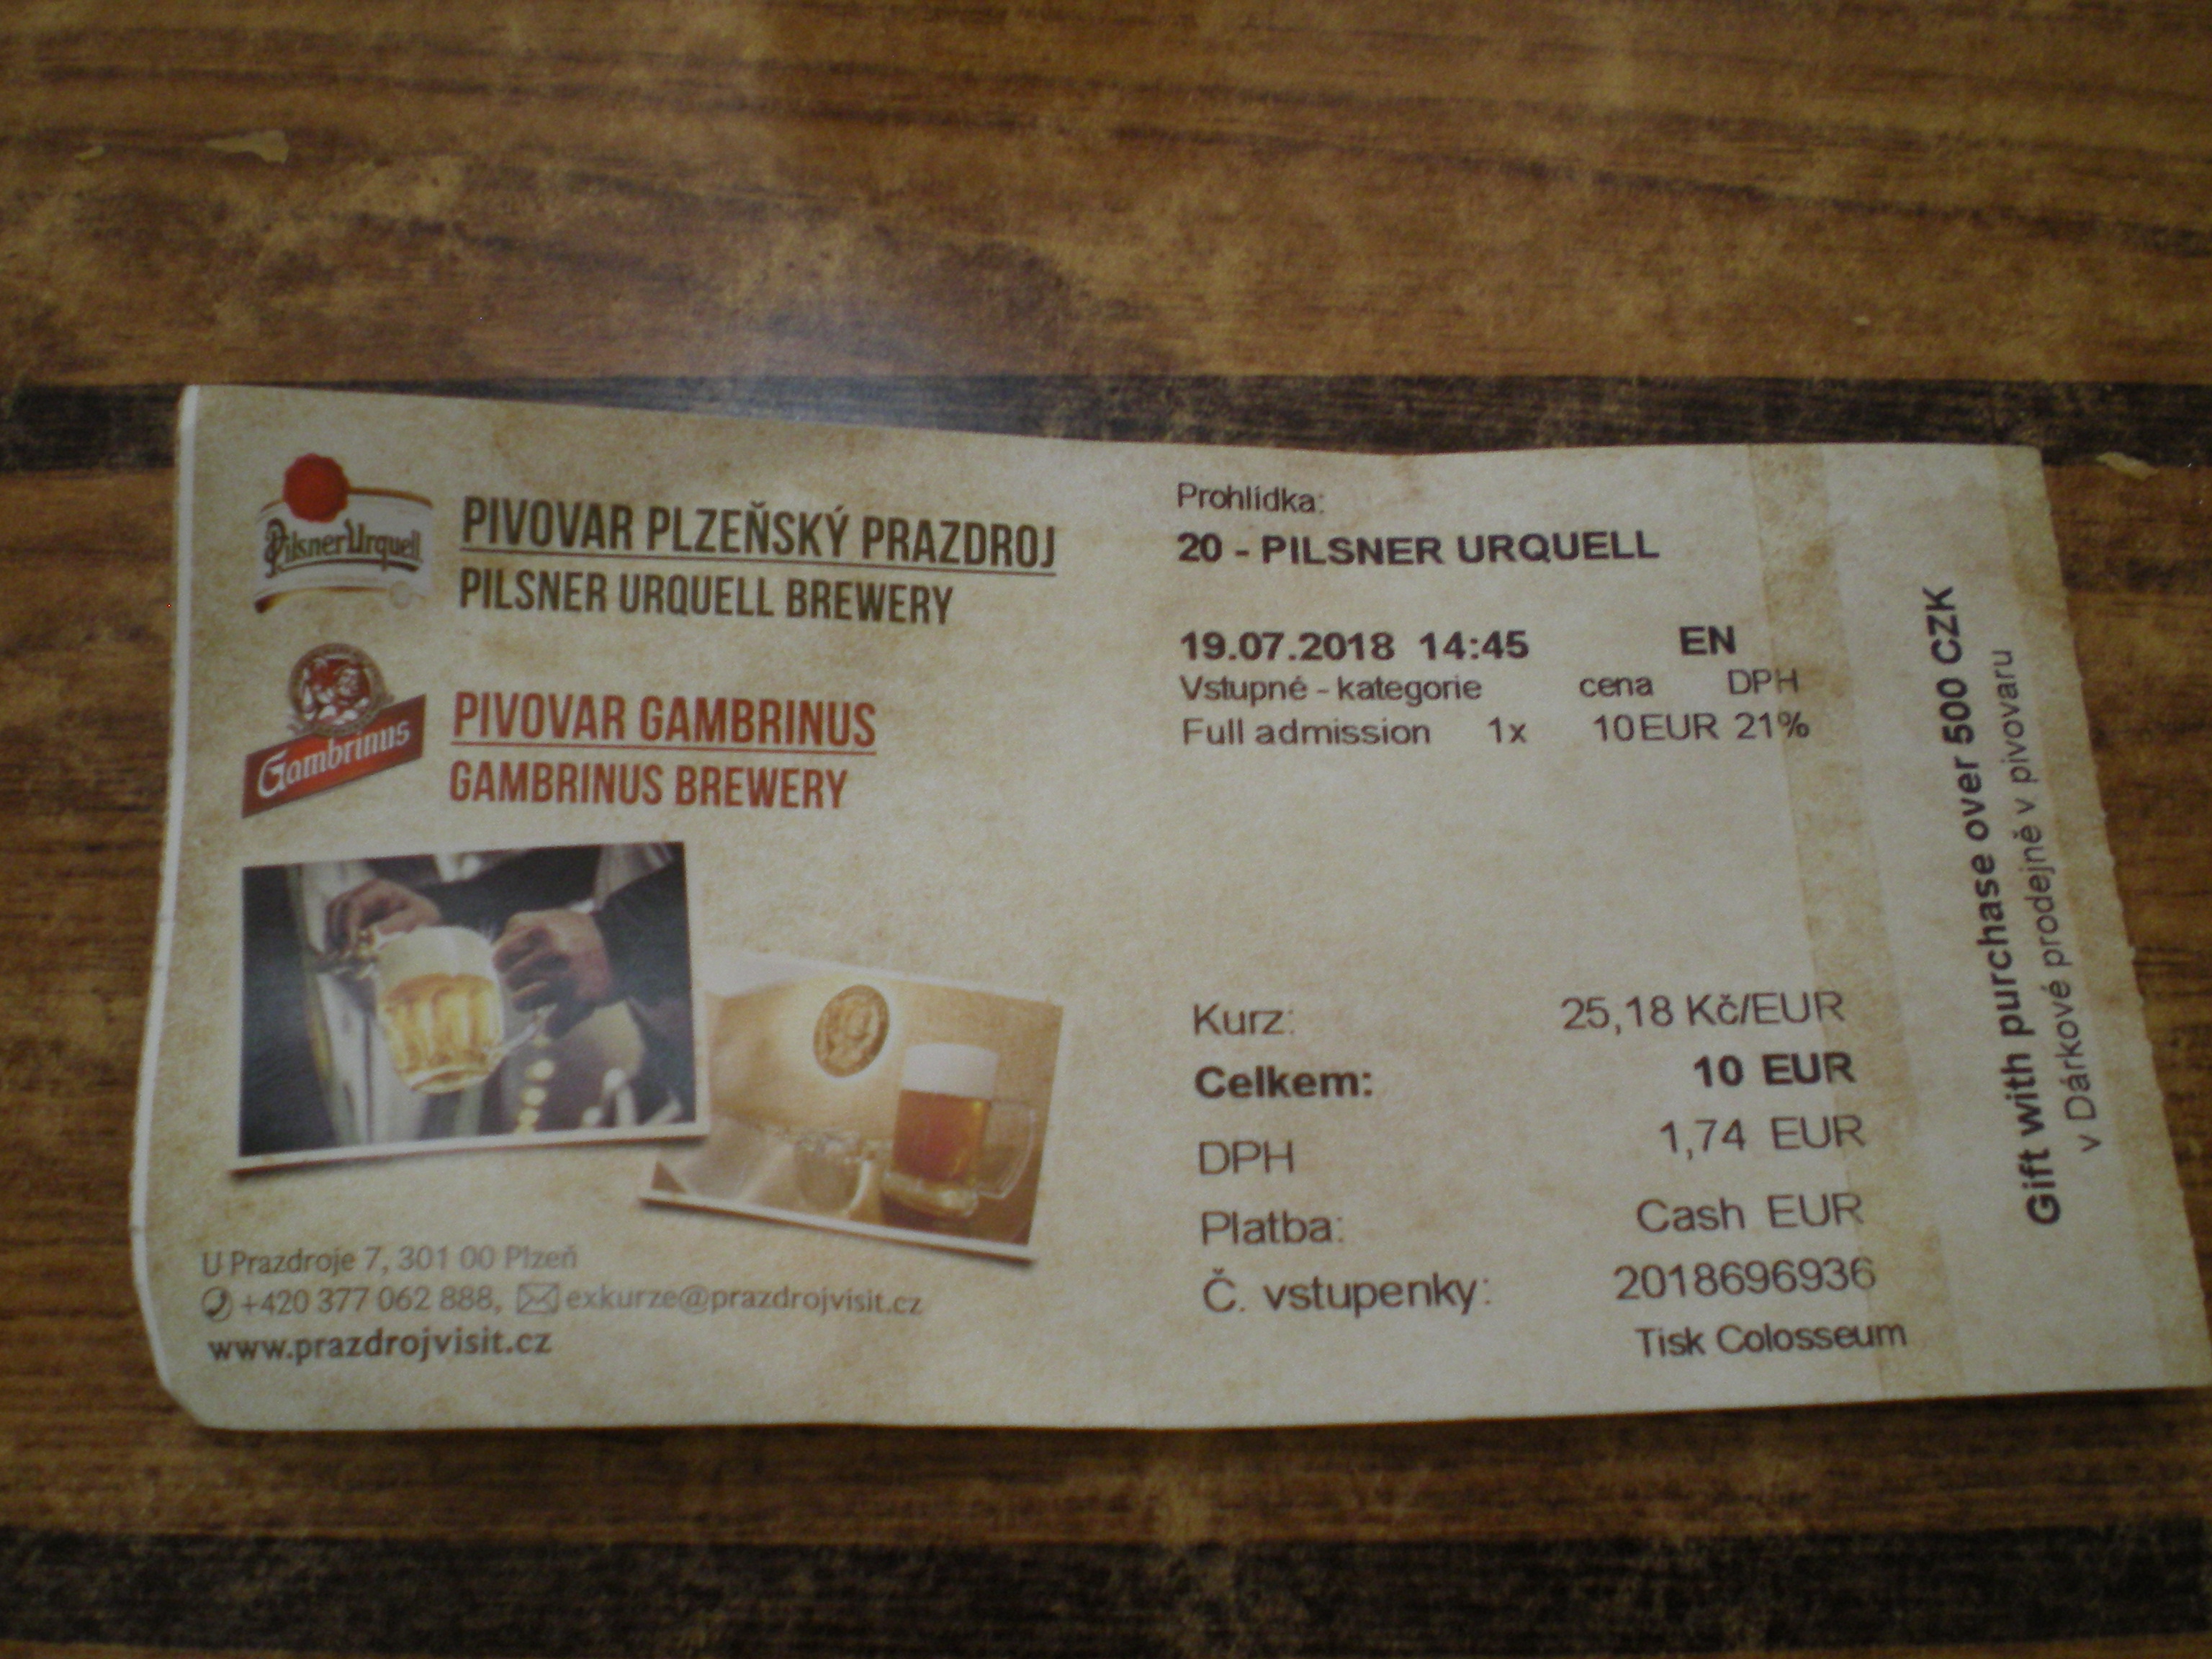 Pilsner Urquell
PIVOVAR PLZEŇSKÝ PRAZDROJ
PILSNER URQUELL BREWERY
Gambrinus
PIVOVAR GAMBRINUS
GAMBRINUS BREWERY
U Prazdroje 7, 301 00 Plzeň
+420 377 062 888, exkurze@prazdrojvisit.cz
www.prazdrojvisit.cz
Prohlídka:
20 - PILSNER URQUELL
19.07.2018 14:45 EN
Vstupné - kategorie cena DPH
Full admission 1x 10EUR 21%
Kurz: 25,18 Kč/EUR
Celkem: 10 EUR
DPH 1,74 EUR
Platba: Cash EUR
Č. vstupenky: 2018696936
Tisk Colosseum
Gift with purchase over 500 CZK
v Dárkové prodejně v pivovaru